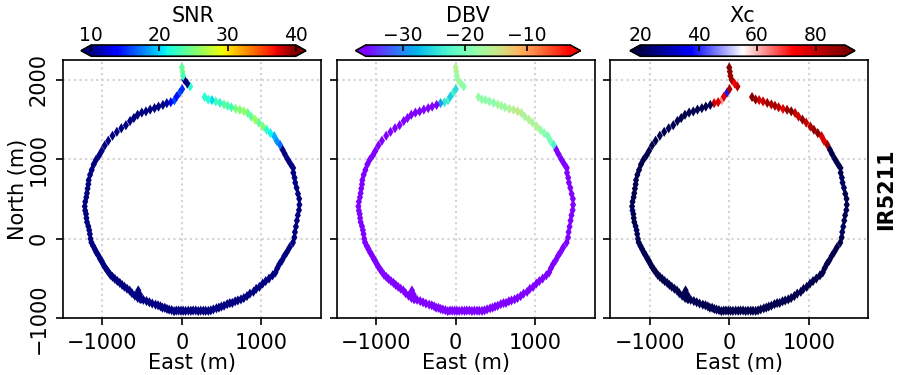 SNR
DBV
Xc
10 20 30 40
−30 −20 −10
20 40 60 80
2000
1000
0
−1000
North (m)
IR5211
−1000 0 1000
−1000 0 1000
−1000 0 1000
East (m)
East (m)
East (m)